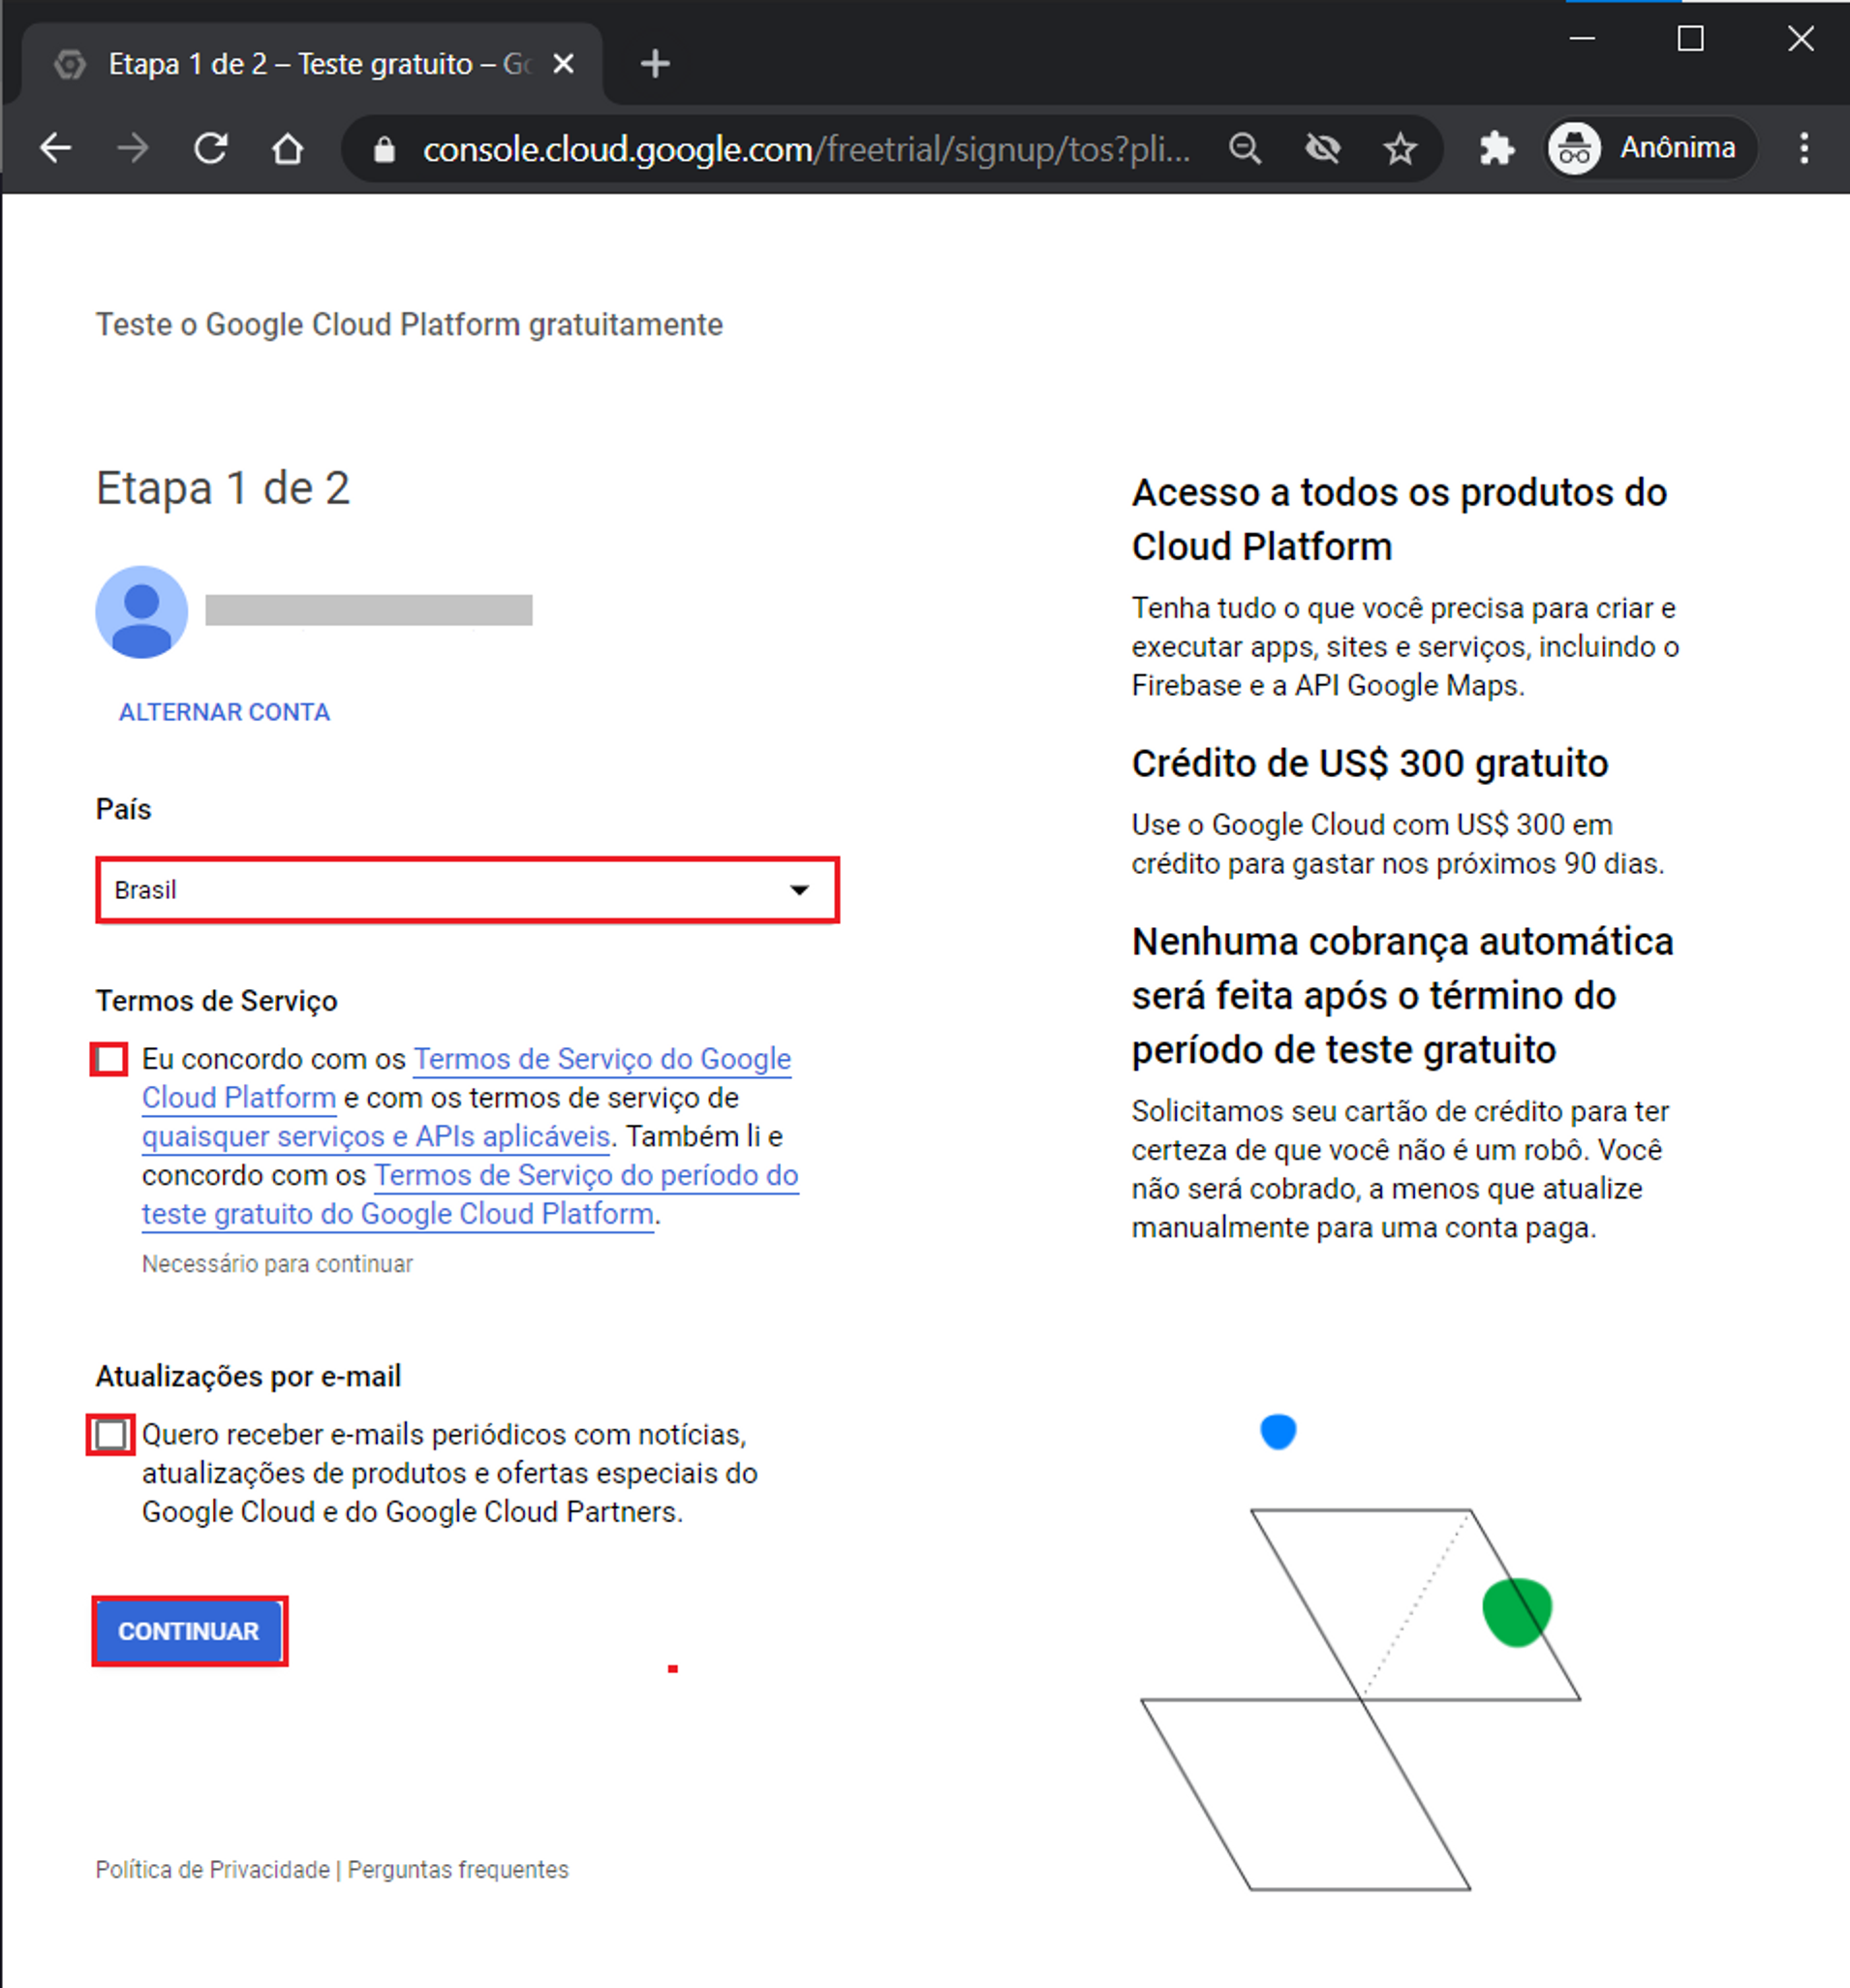 Etapa 1 de 2 – Teste gratuito – Go
console.cloud.google.com/freetrial/signup/tos?pli...
Anônima
Teste o Google Cloud Platform gratuitamente
Etapa 1 de 2
ALTERNAR CONTA
País
Brasil
Termos de Serviço
Eu concordo com os Termos de Serviço do Google
Cloud Platform e com os termos de serviço de
quaisquer serviços e APIs aplicáveis. Também li e
concordo com os Termos de Serviço do período do
teste gratuito do Google Cloud Platform.
Necessário para continuar
Atualizações por e-mail
Quero receber e-mails periódicos com notícias,
atualizações de produtos e ofertas especiais do
Google Cloud e do Google Cloud Partners.
CONTINUAR
Política de Privacidade | Perguntas frequentes
Acesso a todos os produtos do
Cloud Platform
Tenha tudo o que você precisa para criar e
executar apps, sites e serviços, incluindo o
Firebase e a API Google Maps.
Crédito de US$ 300 gratuito
Use o Google Cloud com US$ 300 em
crédito para gastar nos próximos 90 dias.
Nenhuma cobrança automática
será feita após o término do
período de teste gratuito
Solicitamos seu cartão de crédito para ter
certeza de que você não é um robô. Você
não será cobrado, a menos que atualize
manualmente para uma conta paga.